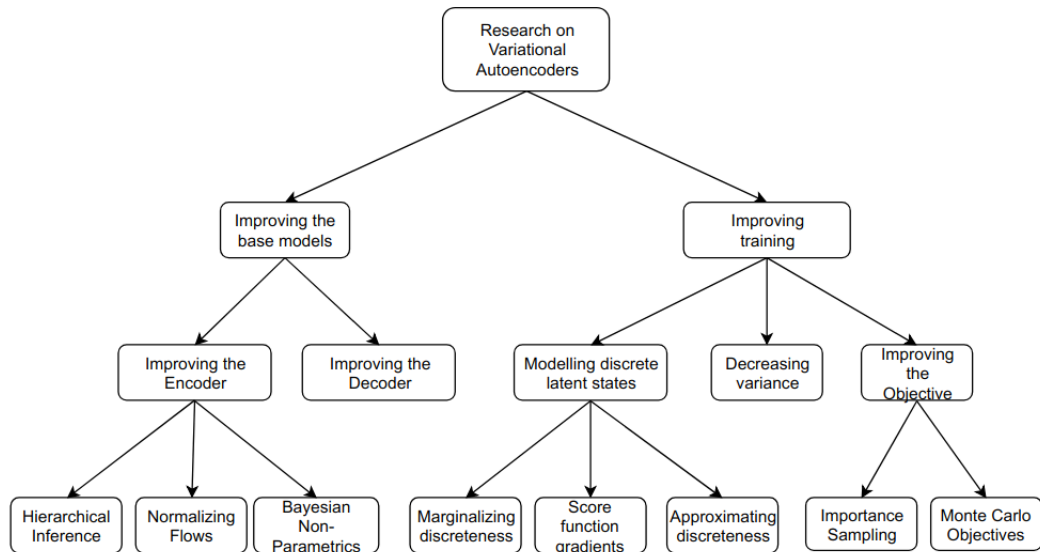 Research on
Variational
Autoencoders
Improving the
base models
Improving
training
Improving the
Encoder
Improving the
Decoder
Modelling discrete
latent states
Decreasing
variance
Improving
the
Objective
Hierarchical
Inference
Normalizing
Flows
Bayesian
Non-
Parametrics
Marginalizing
discreteness
Score
function
gradients
Approximating
discreteness
Importance
Sampling
Monte Carlo
Objectives